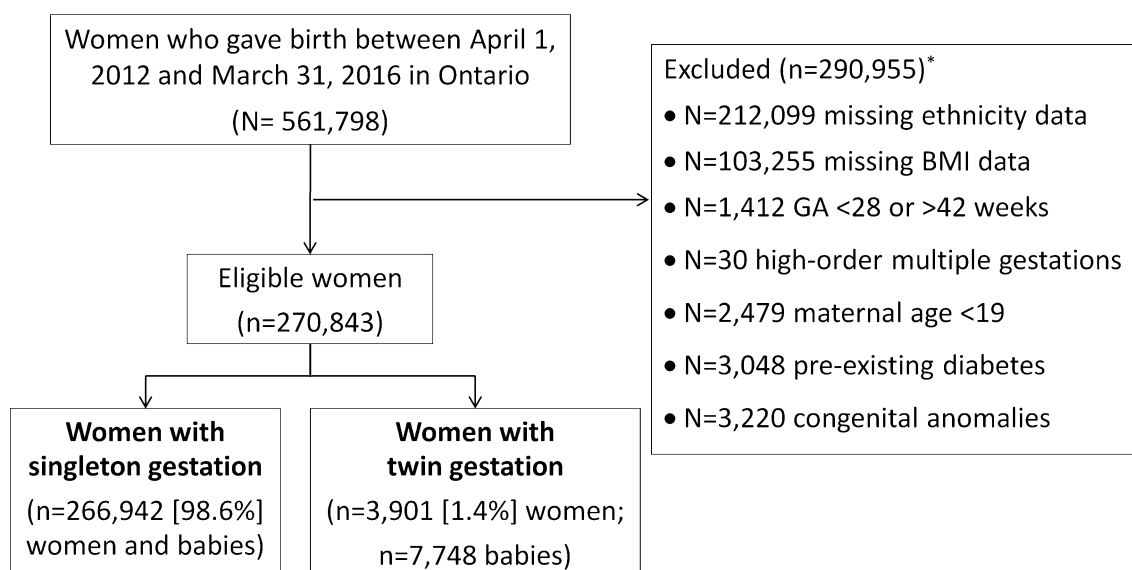 Women who gave birth between April 1,
2012 and March 31, 2016 in Ontario
(N= 561,798)
Excluded (n=290,955)*
• N=212,099 missing ethnicity data
• N=103,255 missing BMI data
• N=1,412 GA <28 or >42 weeks
• N=30 high-order multiple gestations
• N=2,479 maternal age <19
• N=3,048 pre-existing diabetes
• N=3,220 congenital anomalies
Eligible women
(n=270,843)
Women with
singleton gestation
(n=266,942 [98.6%]
women and babies)
Women with
twin gestation
(n=3,901 [1.4%] women;
n=7,748 babies)